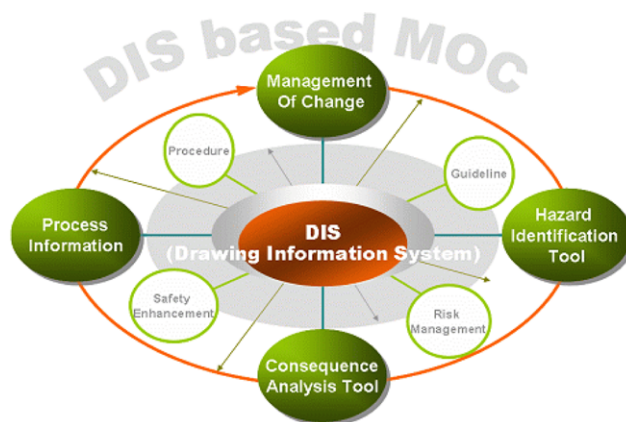 DIS based MOC
Management
Of Change
Procedure
Guideline
Process
Information
DIS
(Drawing Information System)
Hazard
Identification
Tool
Safety
Enhancement
Risk
Management
Consequence
Analysis Tool